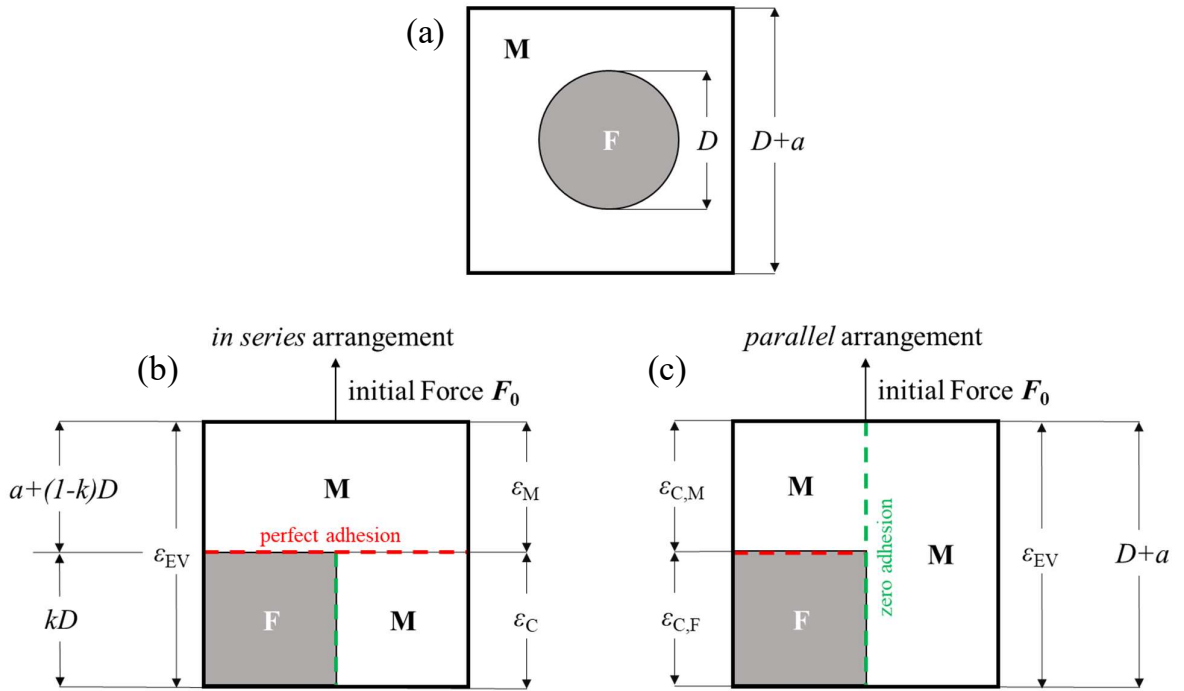 (a)
M
F
D
D+a
in series arrangement
(b)
initial Force F₀
a+(1-k)D
kD
εEV
M
perfect adhesion
F
M
εM
εC
parallel arrangement
(c)
initial Force F₀
εC,M
εC,F
M
F
zero adhesion
M
εEV
D+a